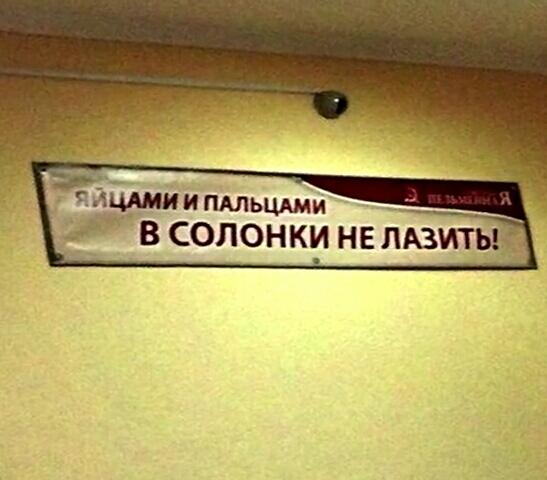 ЯЙЦАМИ И ПАЛЬЦАМИ
В СОЛОНКИ НЕ ЛАЗИТЬ!
ПЕЛЬМЕННАЯ